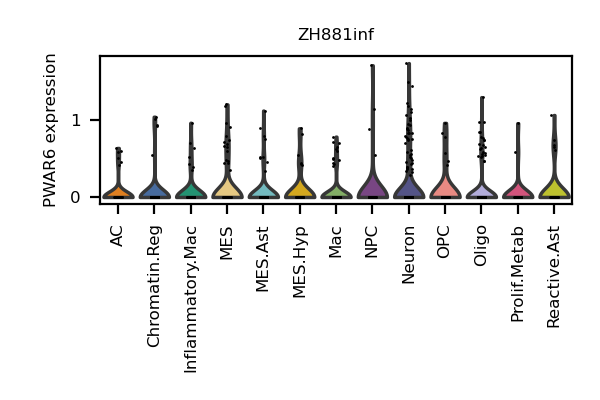 ZH881inf
PWAR6 expression
1
0
AC
Chromatin.Reg
Inflammatory.Mac
MES
MES.Ast
MES.Hyp
Mac
NPC
Neuron
OPC
Oligo
Prolif.Metab
Reactive.Ast